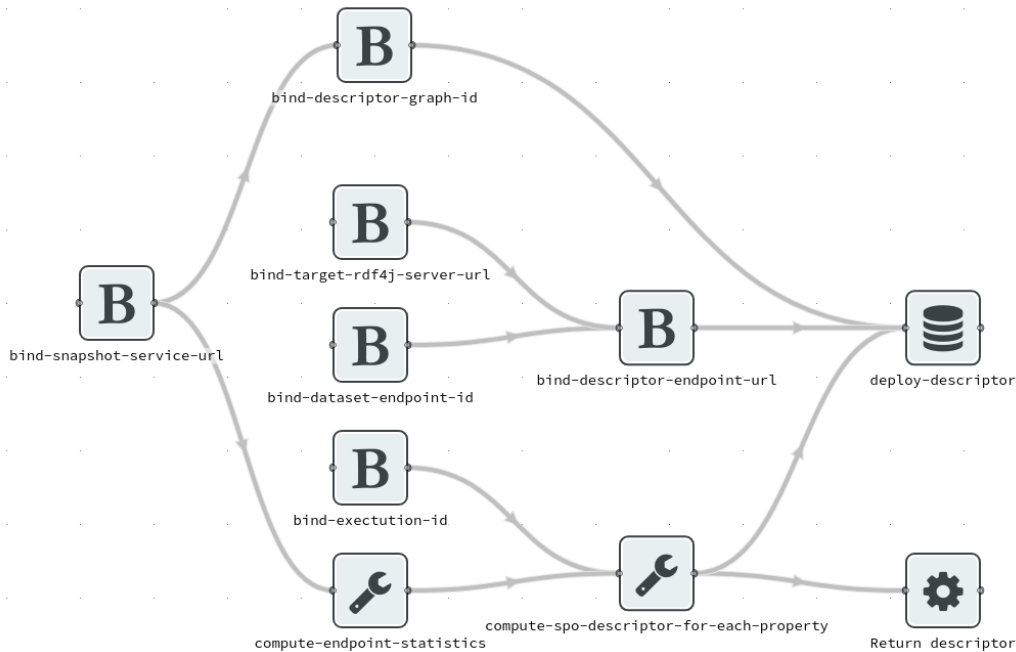 B
bind-descriptor-graph-id
B
bind-target-rdf4j-server-url
B
bind-snapshot-service-url
B
bind-dataset-endpoint-id
B
bind-descriptor-endpoint-url
deploy-descriptor
B
bind-exectution-id
compute-endpoint-statistics
compute-spo-descriptor-for-each-property
Return descriptor